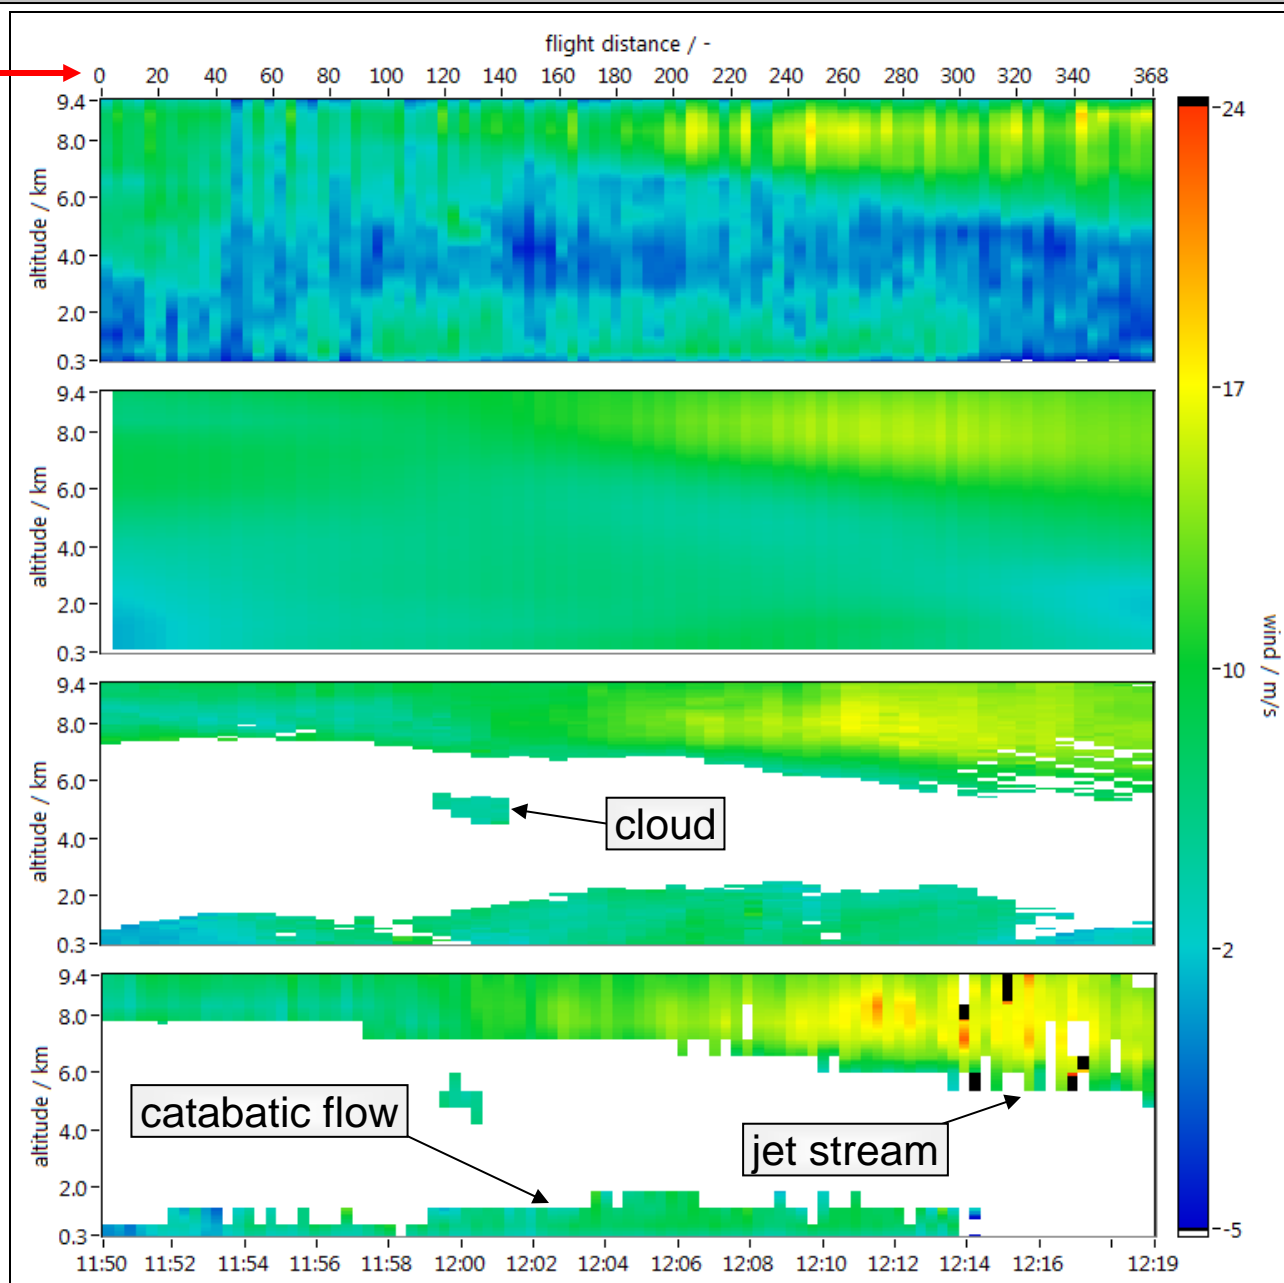 flight distance / -
0 20 40 60 80 100 120 140 160 180 200 220 240 260 280 300 320 340 368
9.4
8.0
6.0
4.0
2.0
0.3
altitude / km
9.4
8.0
6.0
4.0
2.0
0.3
altitude / km
9.4
8.0
6.0
4.0
2.0
0.3
altitude / km
cloud
9.4
8.0
6.0
4.0
2.0
0.3
altitude / km
catabatic flow
jet stream
11:50 11:52 11:54 11:56 11:58 12:00 12:02 12:04 12:06 12:08 12:10 12:12 12:14 12:16 12:19
24
17
10
2
-5
wind / m/s